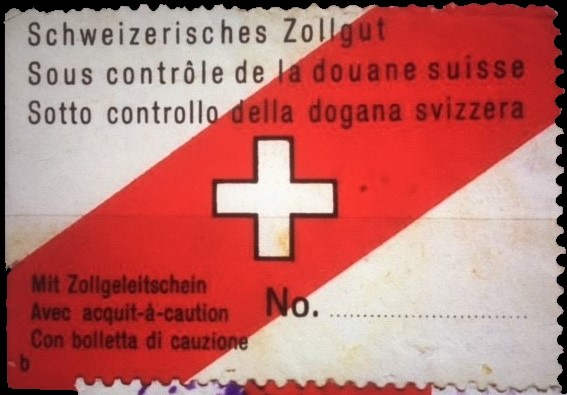 Schweizerisches Zollgut
Sous contrôle de la douane suisse
Sotto controllo della dogana svizzera
Mit Zollgeleitschein
Avec acquit-à-caution
Con bolletta di cauzione
No. ..............................
b